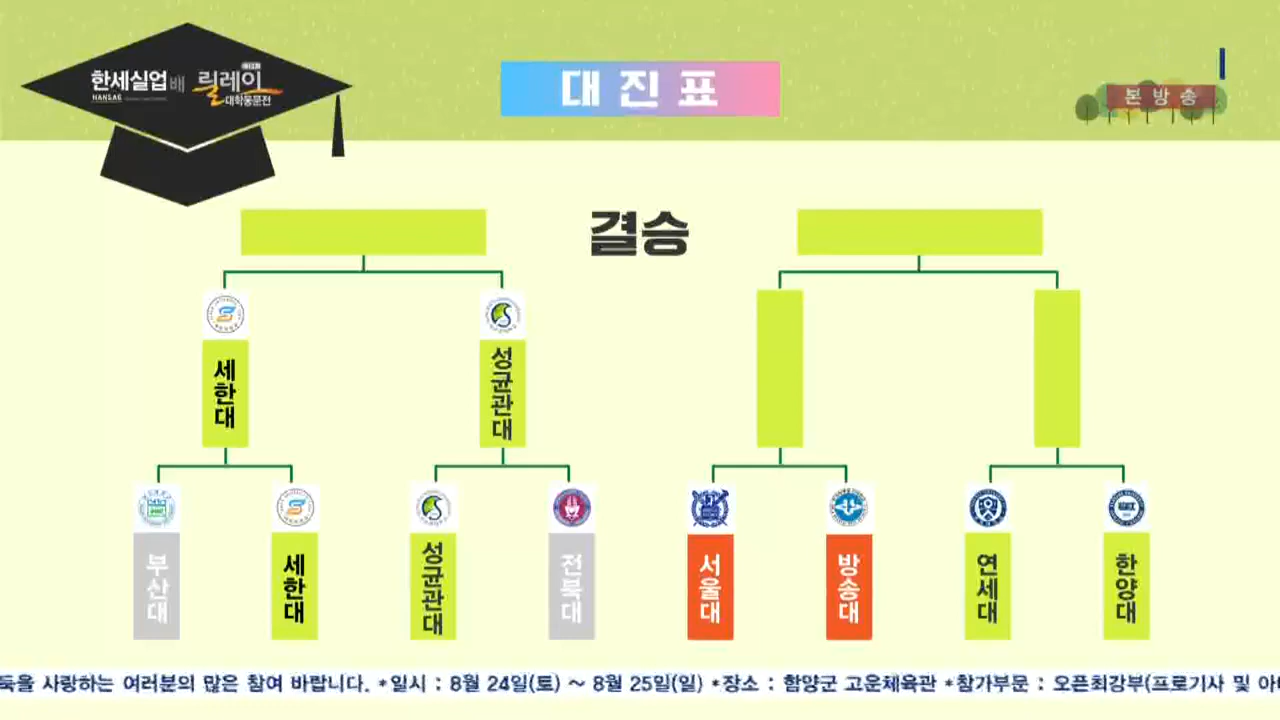 한세실업배 릴레이
HANSAE 대학동문전
대진표
본방송
결승
세한대
성균관대
부산대
세한대
성균관대
전북대
서울대
방송대
연세대
한양대
둑을 사랑하는 여러분의 많은 참여 바랍니다. *일시 : 8월 24일(토) ~ 8월 25일(일) *장소 : 함양군 고운체육관 *참가부문 : 오픈최강부(프로기사 및 아